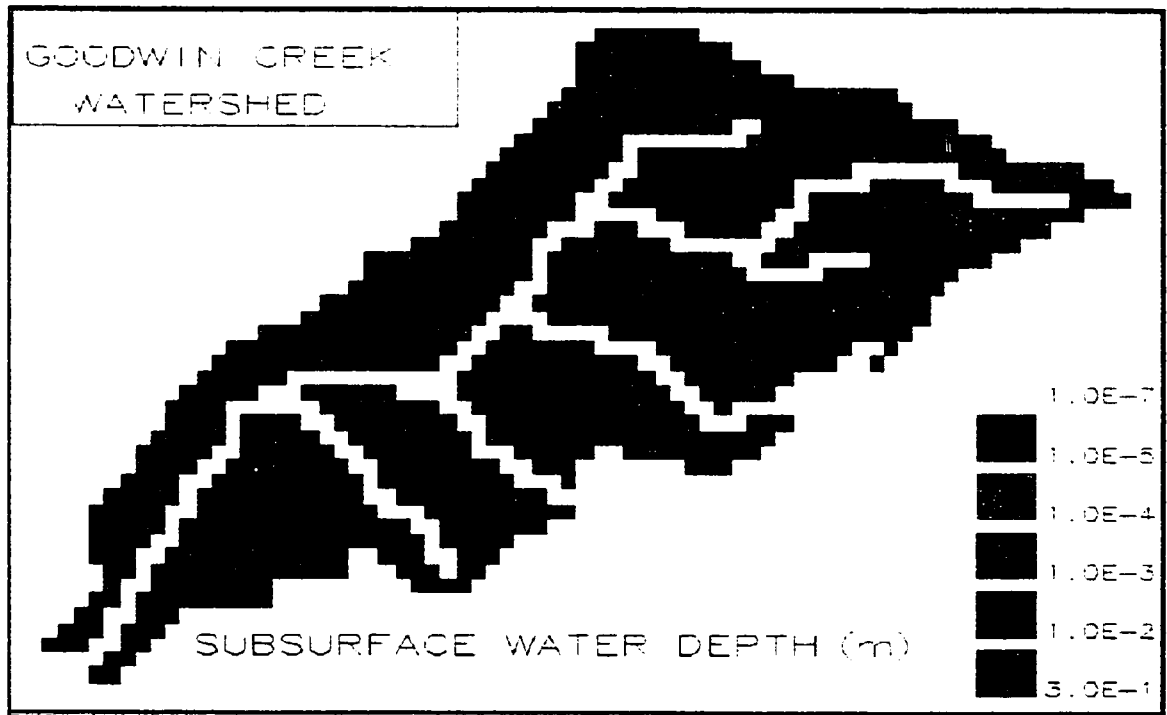 GOODWIN CREEK
WATERSHED
1.0E-7
1.0E-5
1.0E-4
1.0E-3
1.0E-2
3.0E-1
SUBSURFACE WATER DEPTH (m)